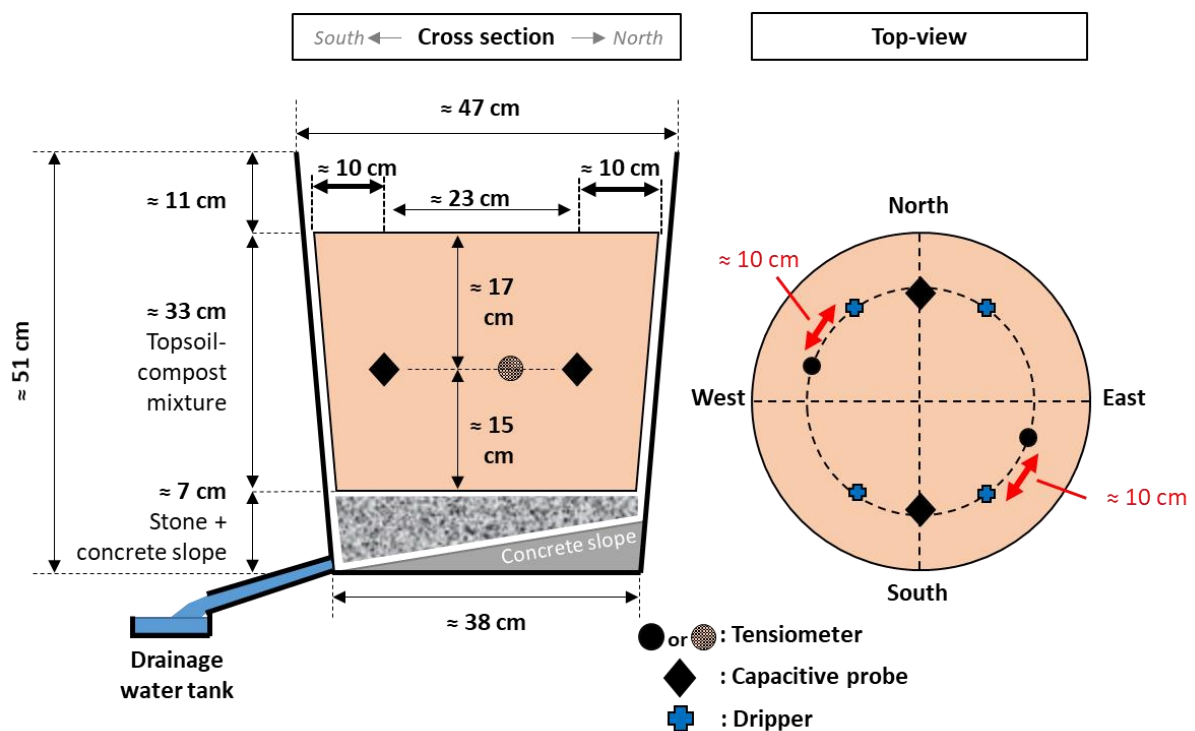 South Cross section North
Top-view
≈ 47 cm
≈ 10 cm
≈ 10 cm
≈ 23 cm
≈ 11 cm
≈ 17
cm
≈ 33 cm
Topsoil-
compost
mixture
≈ 51 cm
≈ 15
cm
≈ 7 cm
Stone +
concrete slope
Concrete slope
≈ 38 cm
Drainage
water tank
North
≈ 10 cm
West
East
≈ 10 cm
South
or : Tensiometer
: Capacitive probe
: Dripper